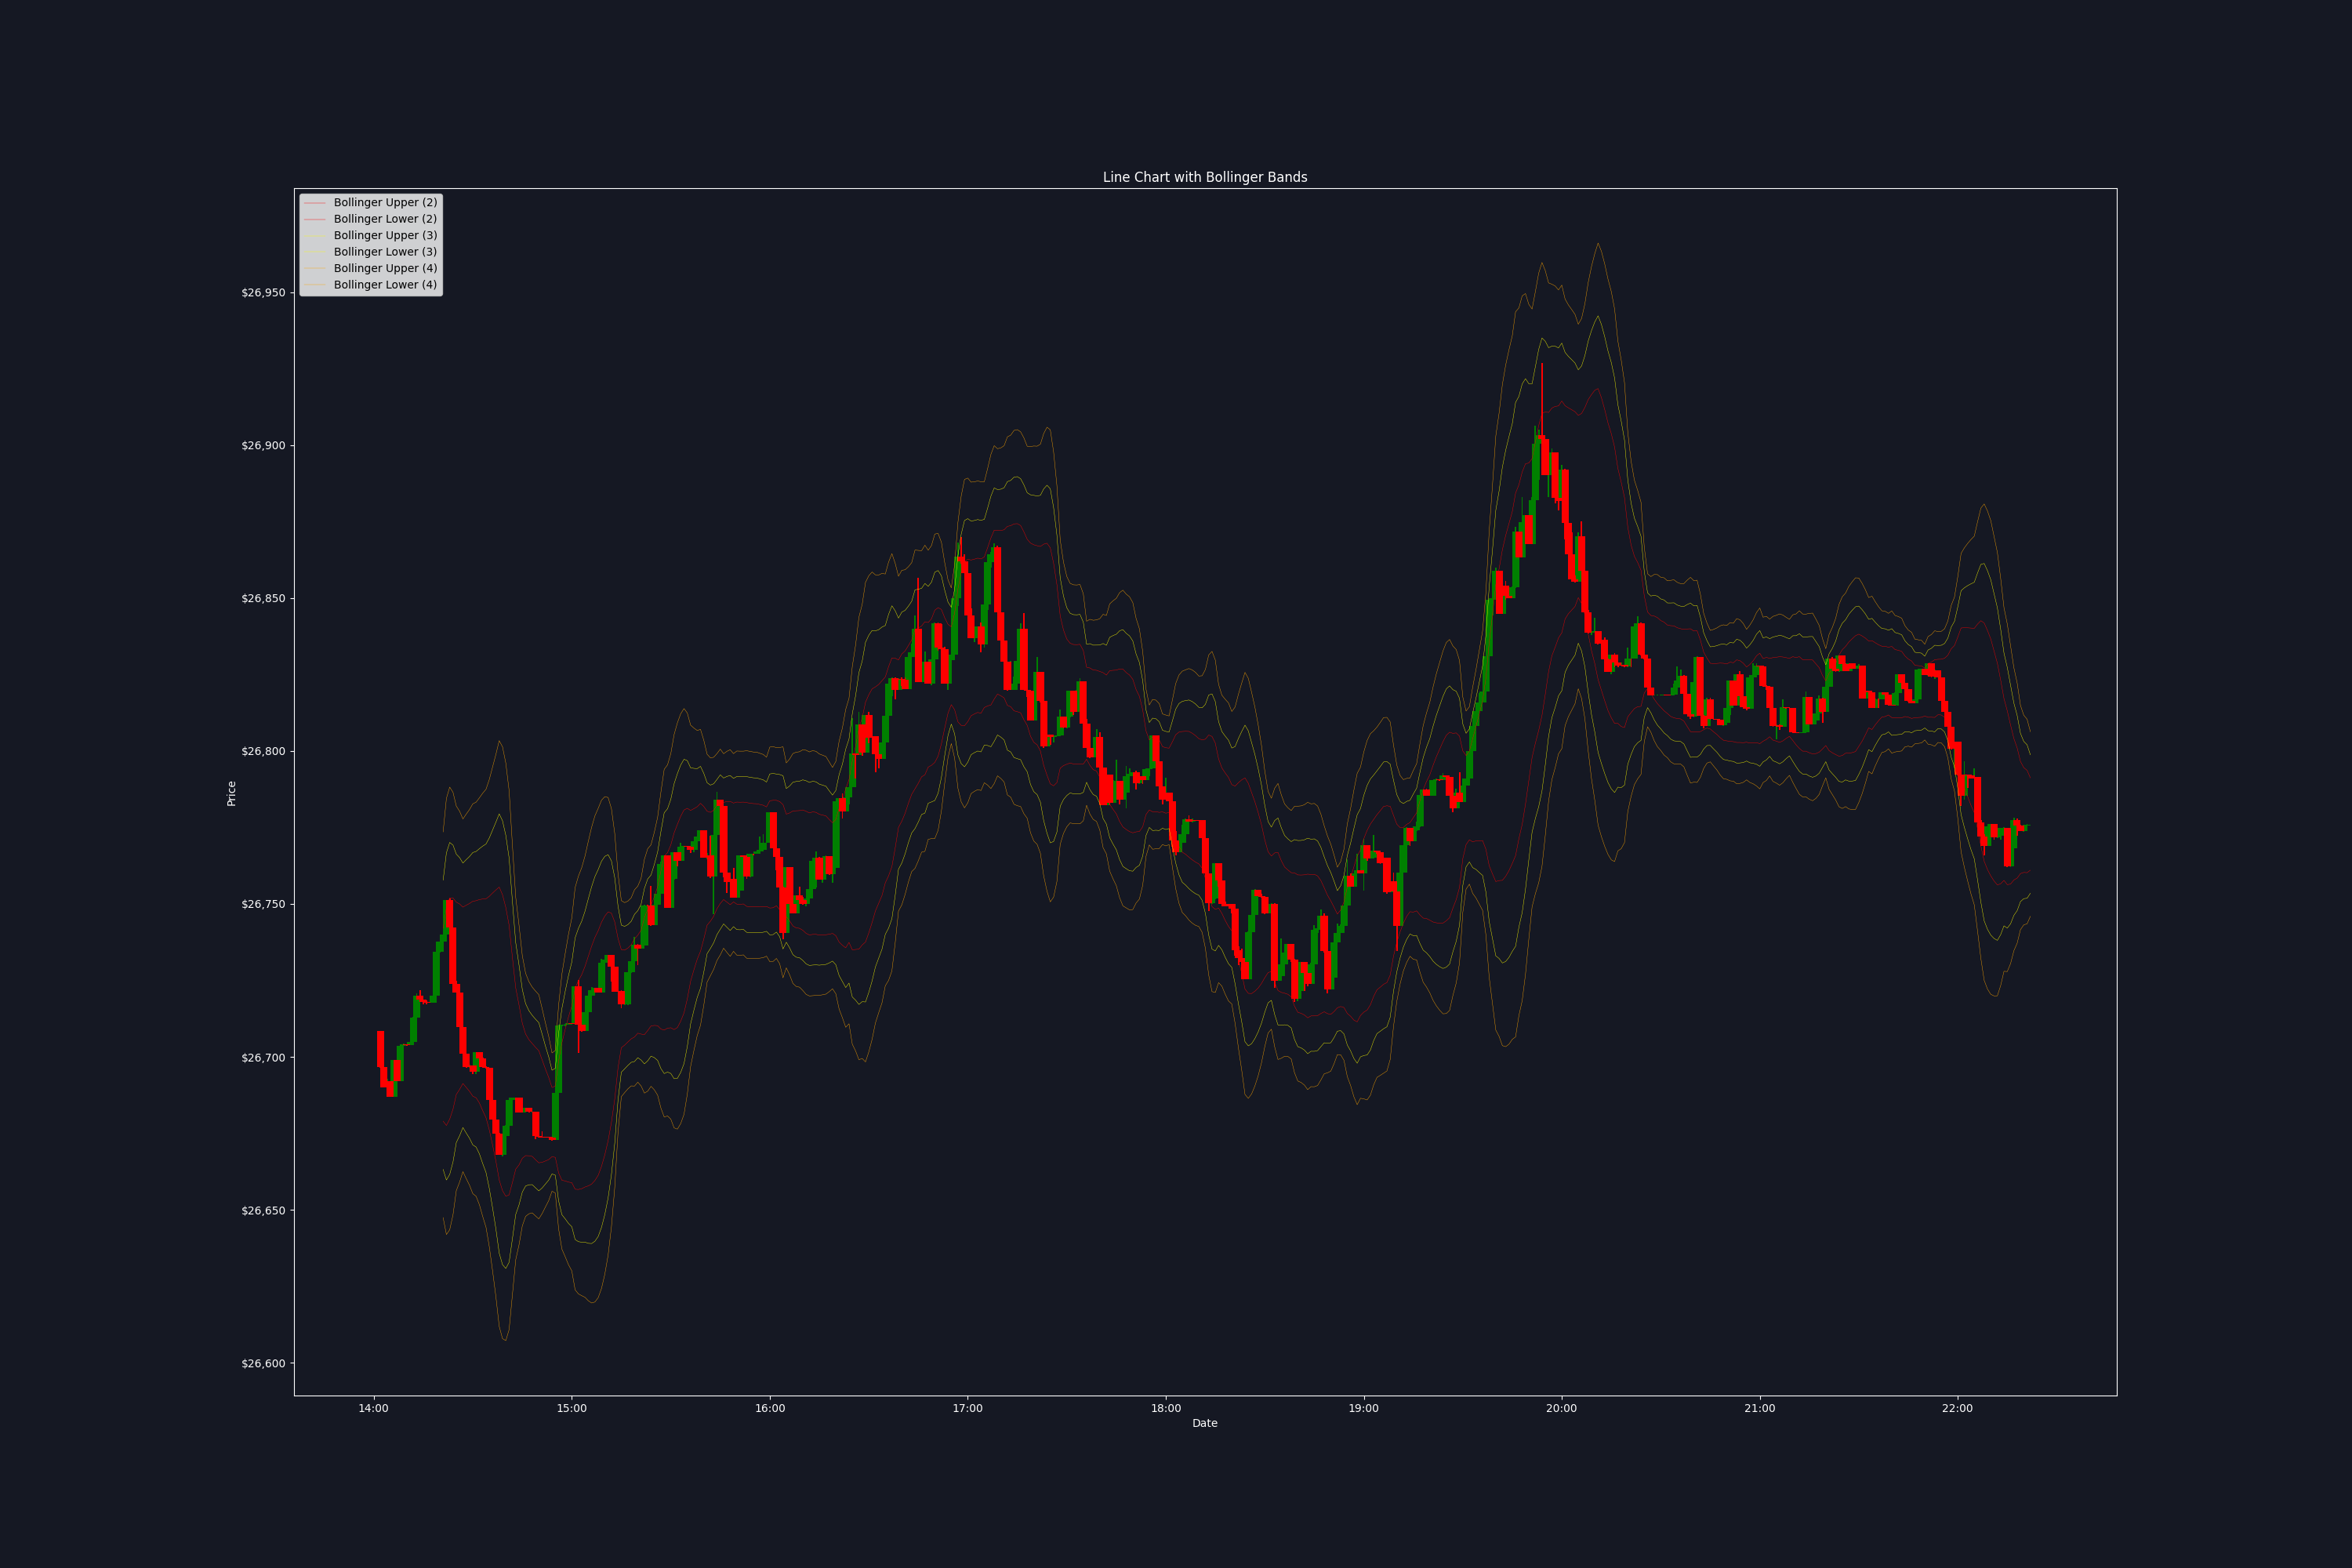 Line Chart with Bollinger Bands
Bollinger Upper (2)
Bollinger Lower (2)
Bollinger Upper (3)
Bollinger Lower (3)
Bollinger Upper (4)
Bollinger Lower (4)
$26,950
$26,900
$26,850
$26,800
$26,750
$26,700
$26,650
$26,600
Price
14:00 15:00 16:00 17:00 18:00 19:00 20:00 21:00 22:00
Date